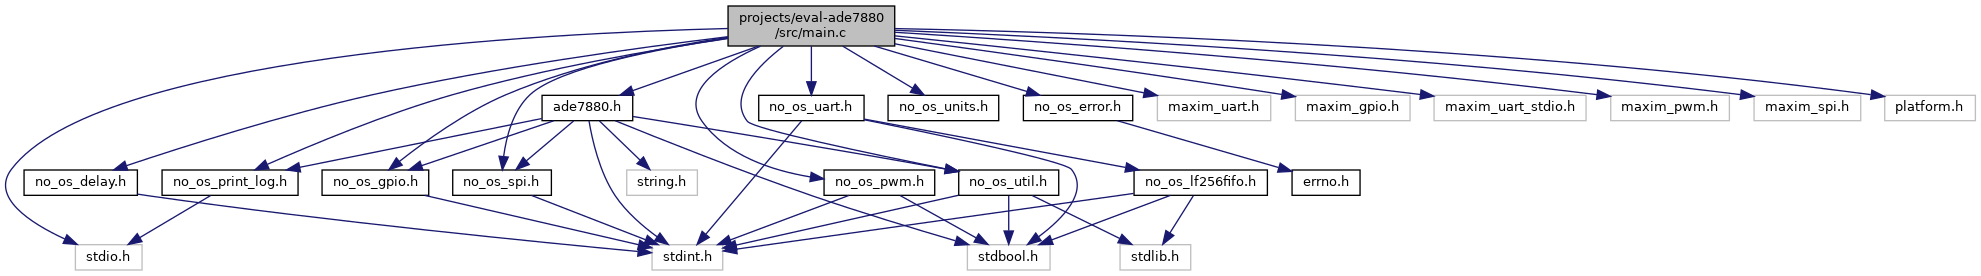 projects/eval-ade7880
/src/main.c
ade7880.h
no_os_uart.h
no_os_units.h
no_os_error.h
maxim_uart.h
maxim_gpio.h
maxim_uart_stdio.h
maxim_pwm.h
maxim_spi.h
platform.h
no_os_delay.h
no_os_print_log.h
no_os_gpio.h
no_os_spi.h
string.h
no_os_pwm.h
no_os_util.h
no_os_lf256fifo.h
errno.h
stdio.h
stdint.h
stdbool.h
stdlib.h